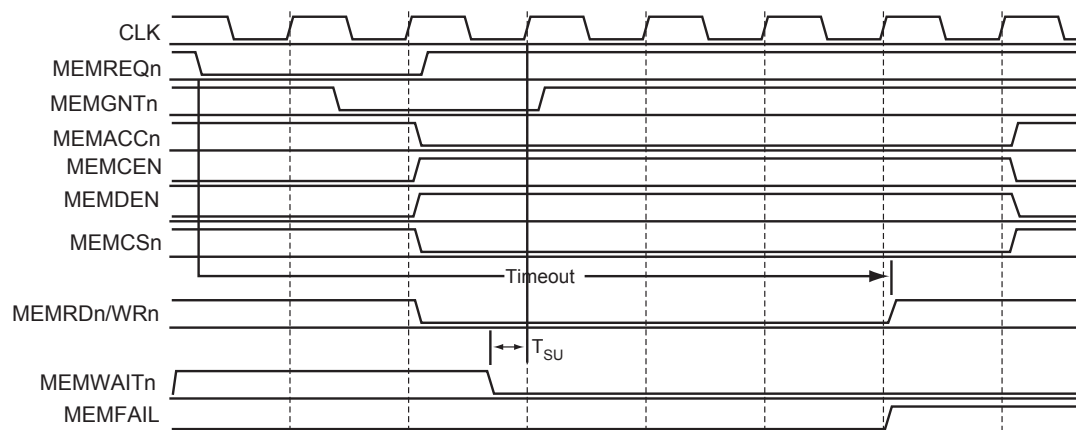 CLK
MEMREQn
MEMGNTn
MEMACCn
MEMCEN
MEMDEN
MEMCSn
Timeout
MEMRDn/WRn
TSU
MEMWAITn
MEMFAIL